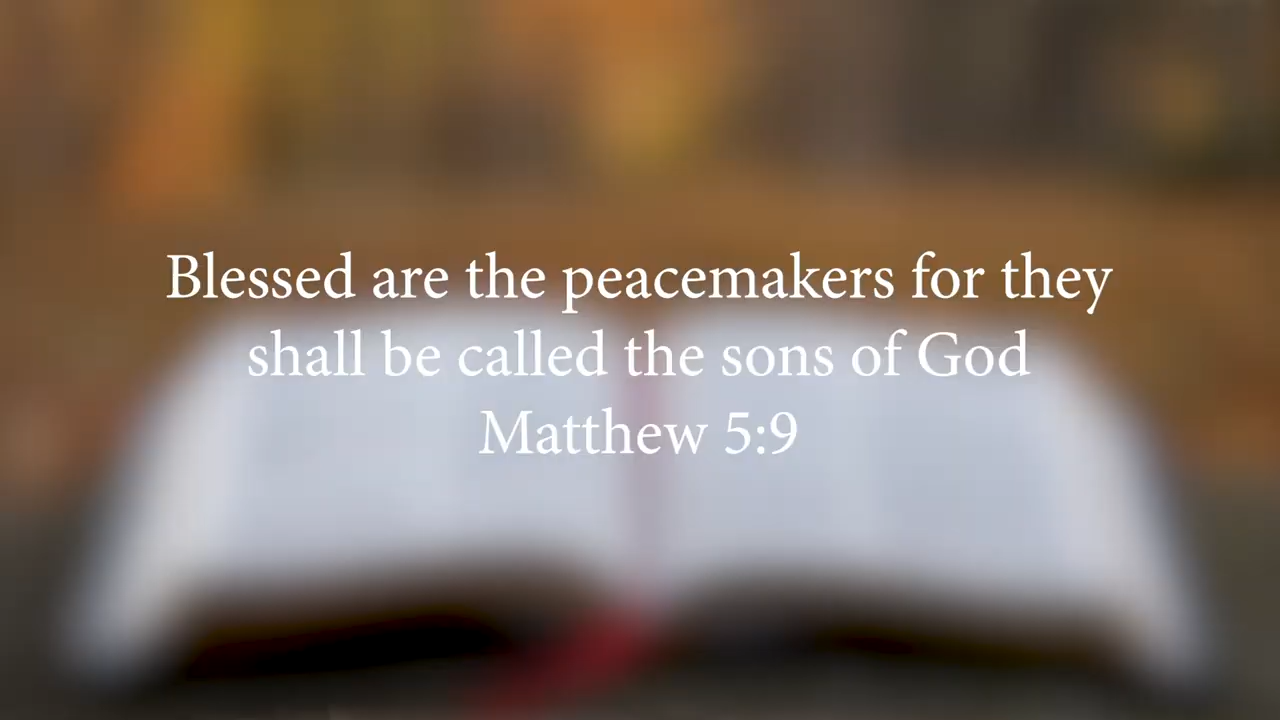 Blessed are the peacemakers for they
shall be called the sons of God
Matthew 5:9